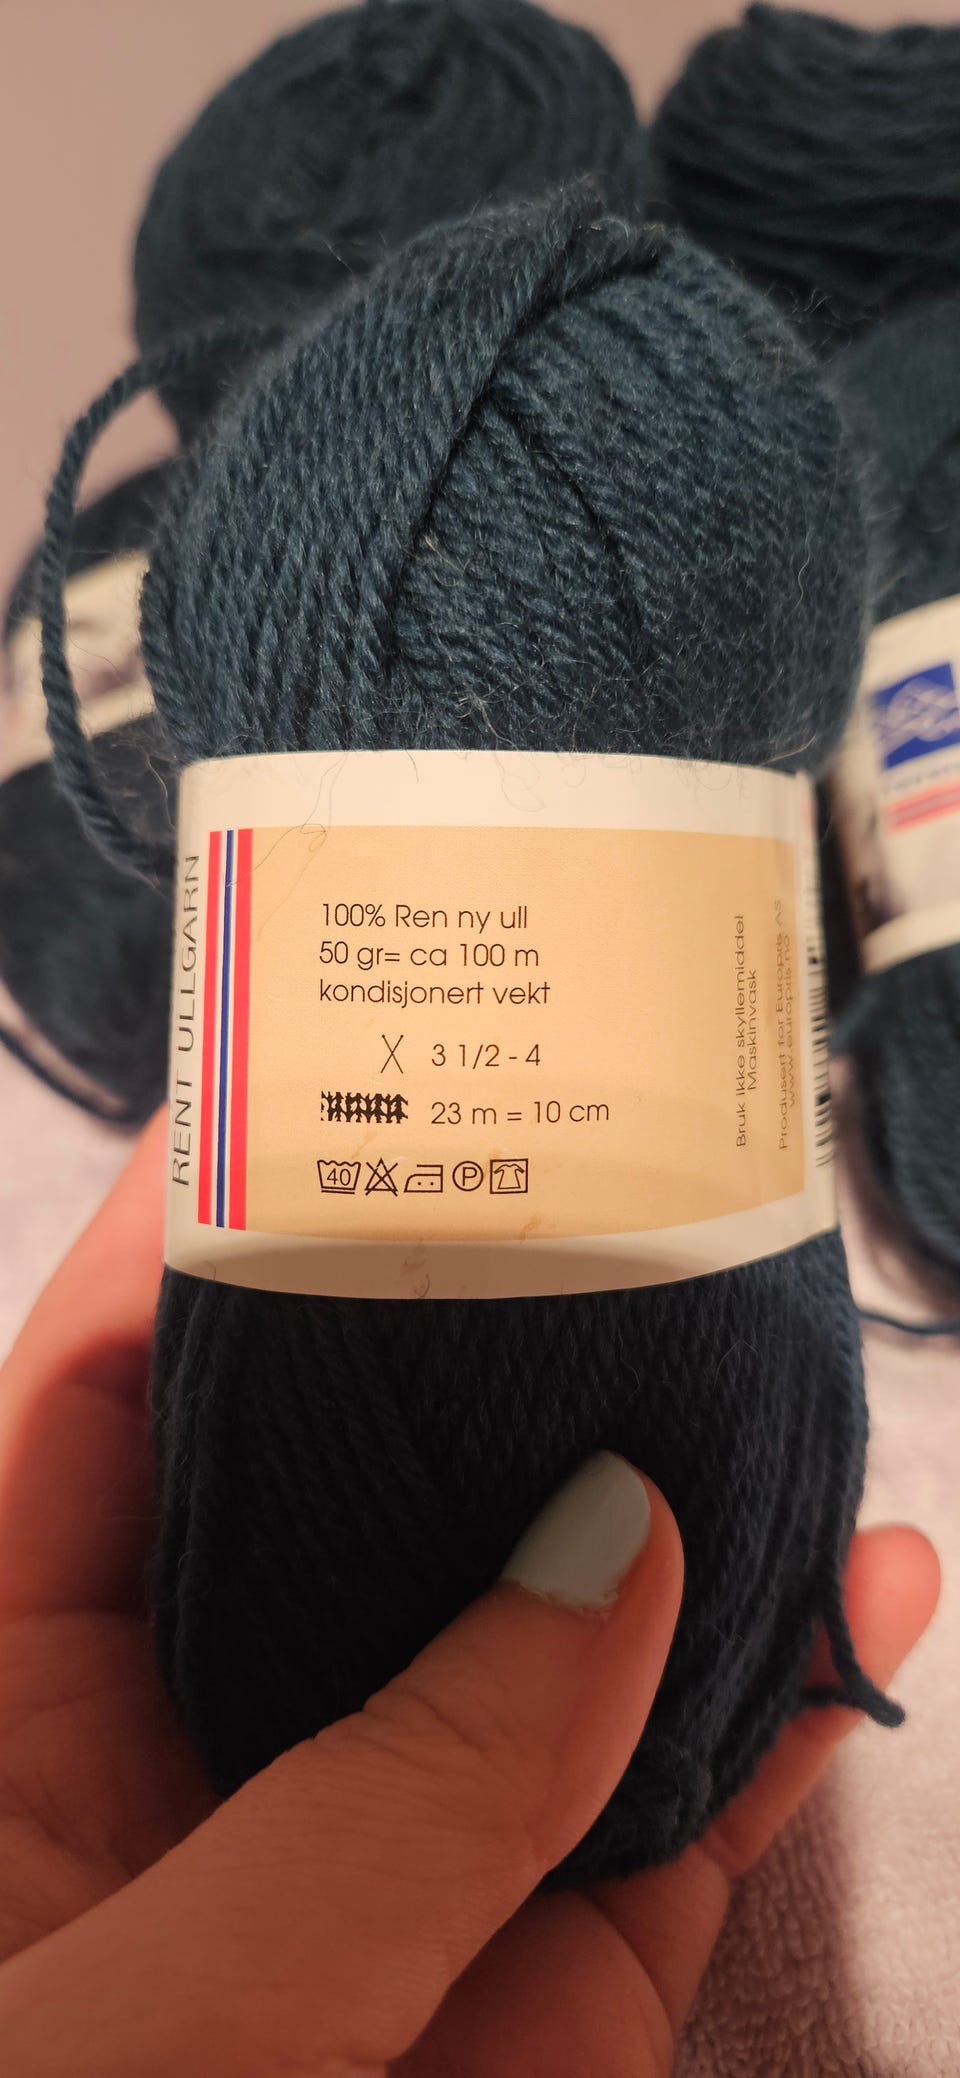 RENT ULLGARN
100% Ren ny ull
50 gr= ca 100 m
kondisjonert vekt
3 1/2 - 4
23 m = 10 cm
40
P
Bruk ikke skyllemiddel
Maskinvask
Produsert for Europris AS
www.europris.no